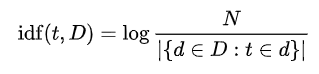 idf(t, D) = log N / |{d ∈ D : t ∈ d}|